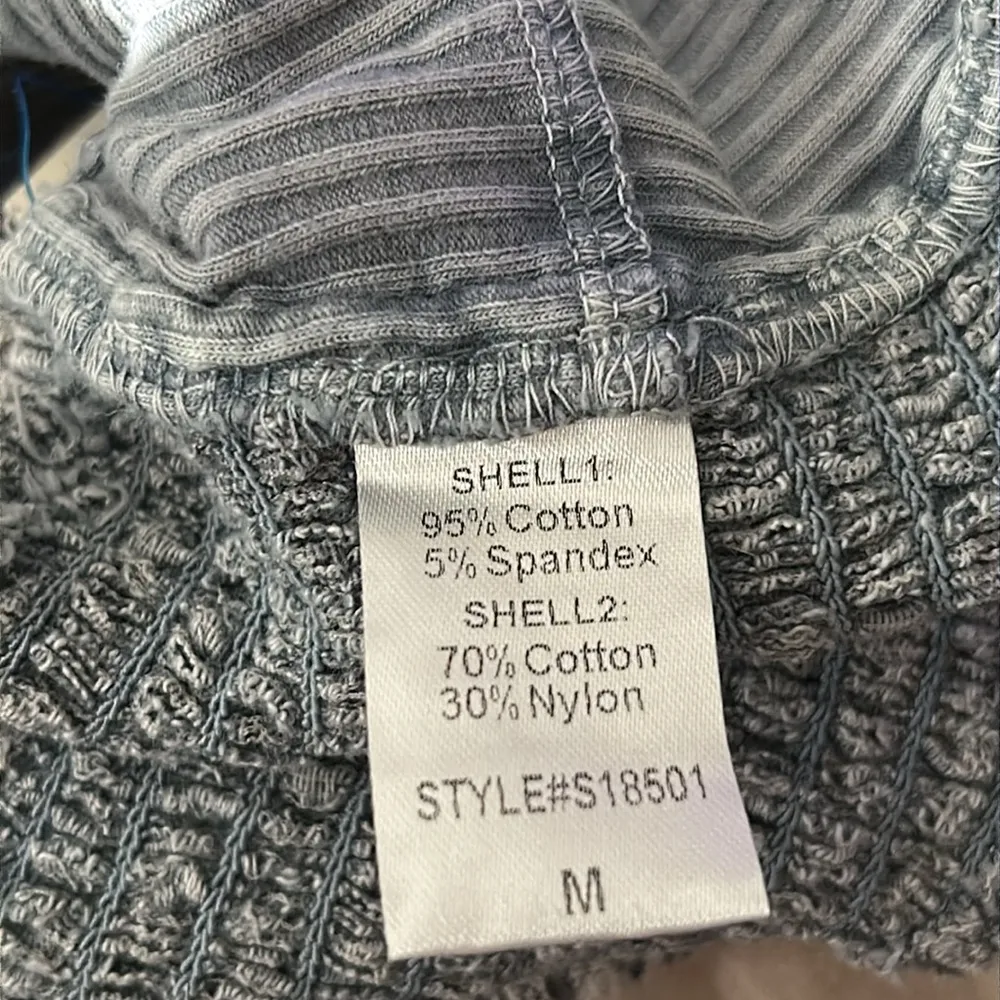 SHELL1:
95% Cotton
5% Spandex
SHELL2:
70% Cotton
30% Nylon
STYLE#S18501
M